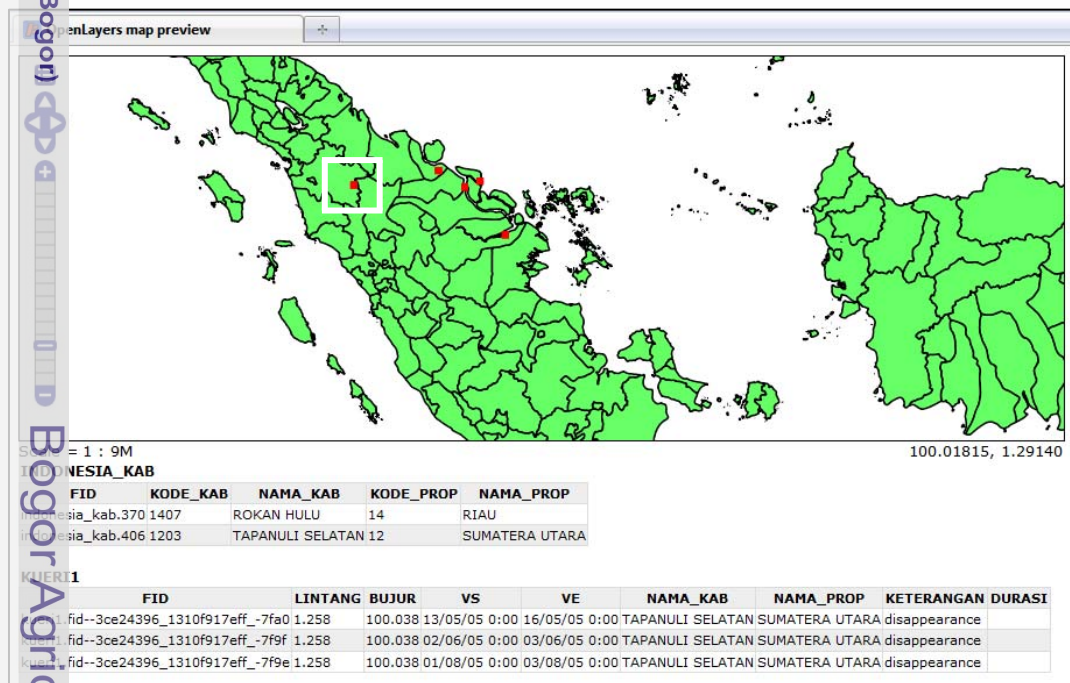 Bogor)
OpenLayers map preview
Scale = 1 : 9M
100.01815, 1.29140
INDONESIA_KAB
FID KODE_KAB NAMA_KAB KODE_PROP NAMA_PROP
indonesia_kab.370 1407 ROKAN HULU 14 RIAU
indonesia_kab.406 1203 TAPANULI SELATAN 12 SUMATERA UTARA
KUERI1
FID LINTANG BUJUR VS VE NAMA_KAB NAMA_PROP KETERANGAN DURASI
kueri1.fid--3ce24396_1310f917eff_-7fa0 1.258 100.038 13/05/05 0:00 16/05/05 0:00 TAPANULI SELATAN SUMATERA UTARA disappearance
kueri1.fid--3ce24396_1310f917eff_-7f9f 1.258 100.038 02/06/05 0:00 03/06/05 0:00 TAPANULI SELATAN SUMATERA UTARA disappearance
kueri1.fid--3ce24396_1310f917eff_-7f9e 1.258 100.038 01/08/05 0:00 03/08/05 0:00 TAPANULI SELATAN SUMATERA UTARA disappearance
Bogor Agric